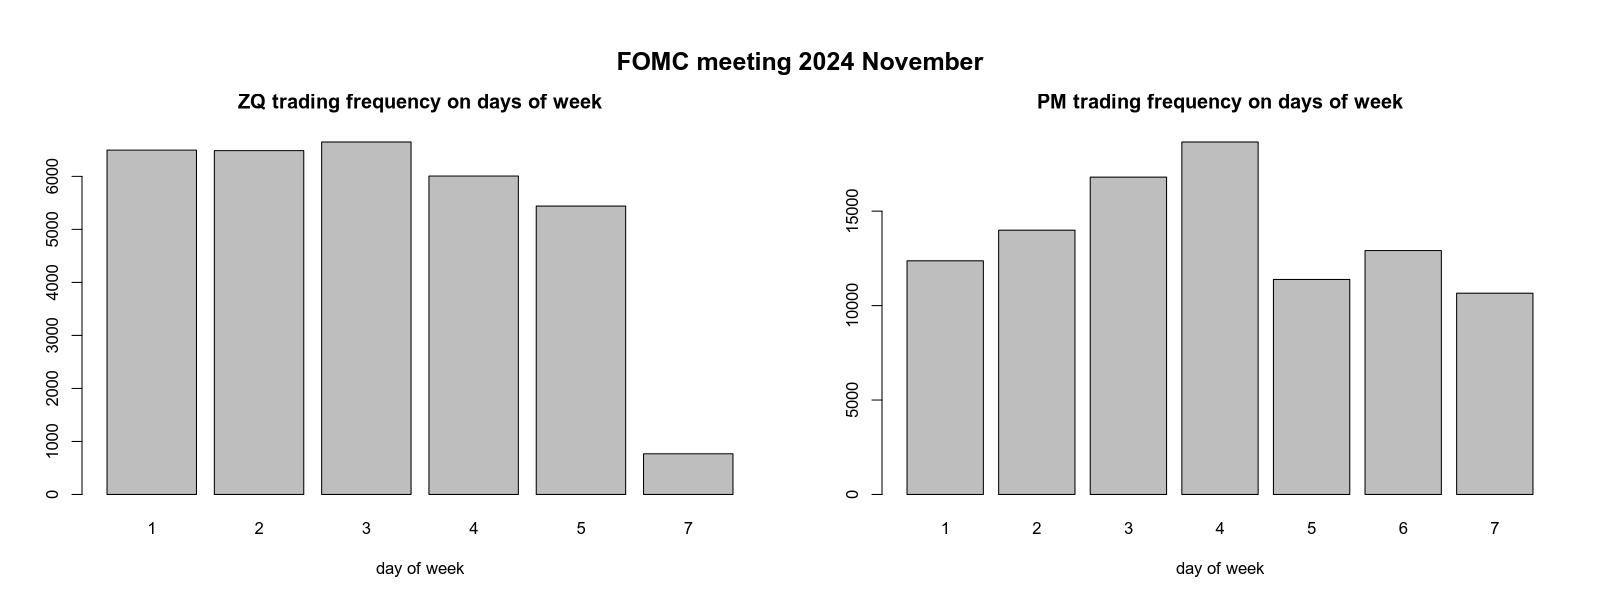 FOMC meeting 2024 November
ZQ trading frequency on days of week
6000
5000
4000
3000
2000
1000
0
1 2 3 4 5 7
day of week
PM trading frequency on days of week
15000
10000
5000
0
1 2 3 4 5 6 7
day of week